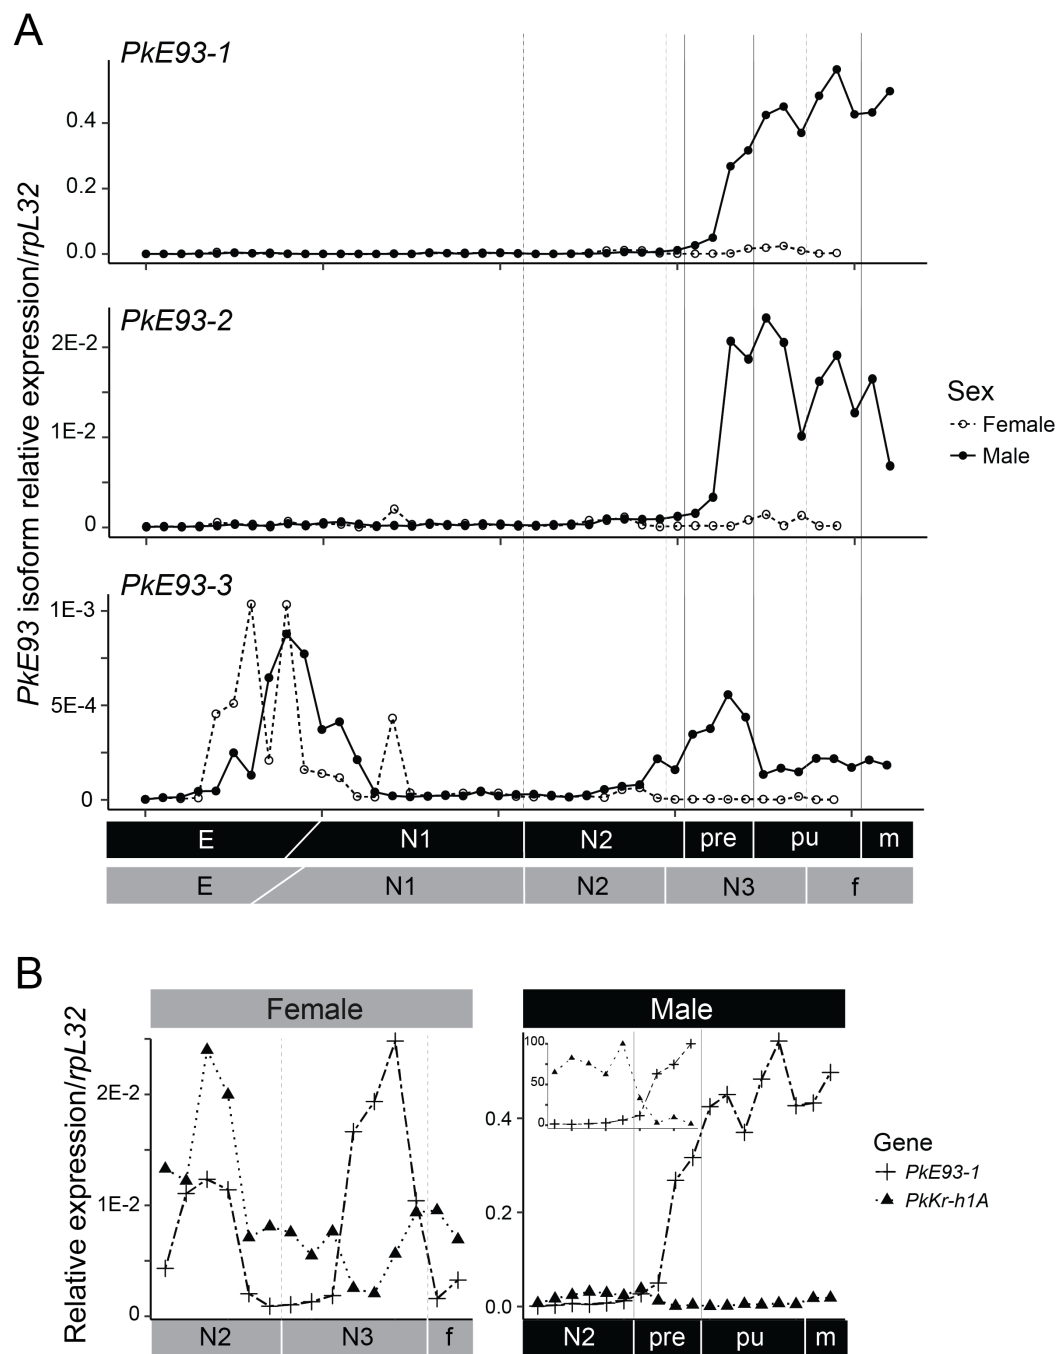 A
PkE93-1
0.4
0.2
0.0
PkE93 isoform relative expression/rpL32
PkE93-2
2E-2
1E-2
0
Sex
Female
Male
PkE93-3
1E-3
5E-4
0
E N1 N2 pre pu m
E N1 N2 N3 f
B
Female
Relative expression/rpL32
2E-2
1E-2
0
N2 N3 f
Male
100
50
0
0.4
0.2
0.0
N2 pre pu m
Gene
PkE93-1
PkKr-h1A